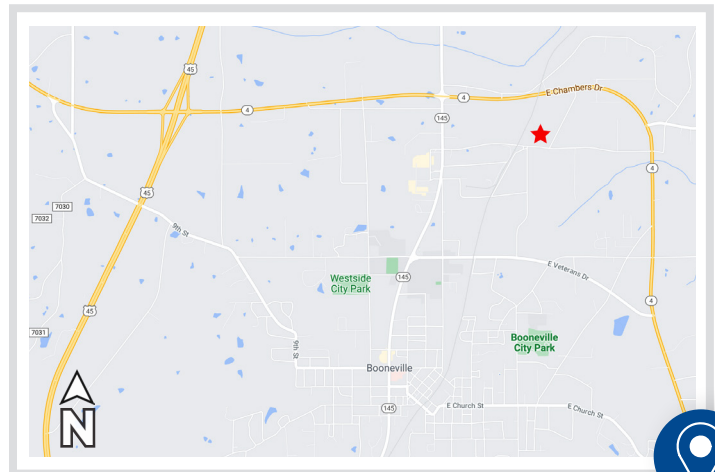 45
E Chambers Dr
4
4
145
4
45
7030
7032
9th St
E Veterans Dr
Westside
City Park
145
4
45
7031
9th St
Booneville
City Park
Booneville
145
E Church St
E Church St
N